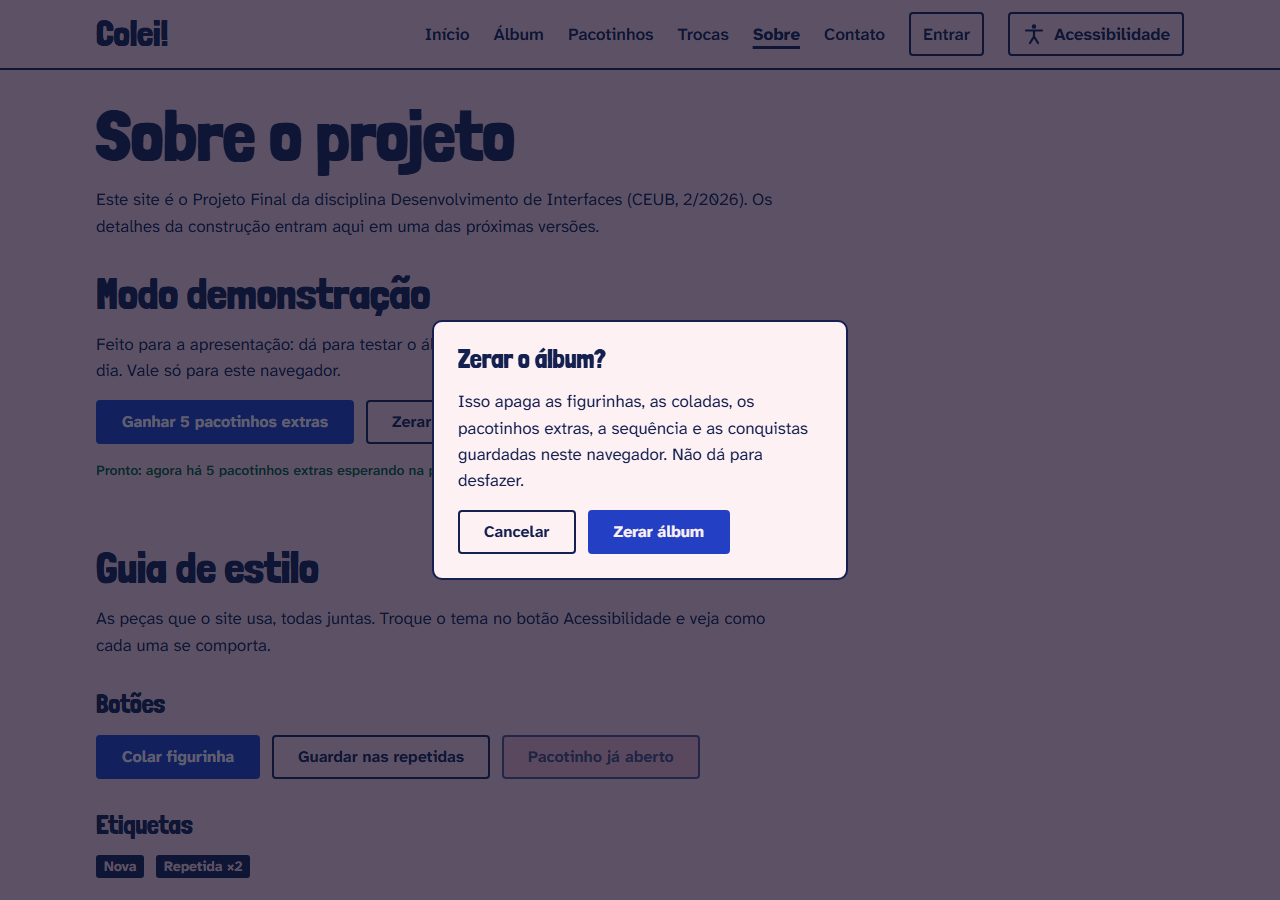 Colei!
Início Álbum Pacotinhos Trocas Sobre Contato Entrar Acessibilidade
Sobre o projeto
Este site é o Projeto Final da disciplina Desenvolvimento de Interfaces (CEUB, 2/2026). Os
detalhes da construção entram aqui em uma das próximas versões.
Modo demonstração
Feito para a apresentação: dá para testar o
dia. Vale só para este navegador.
Ganhar 5 pacotinhos extras Zerar
Pronto: agora há 5 pacotinhos extras esperando na
Zerar o álbum?
Isso apaga as figurinhas, as coladas, os
pacotinhos extras, a sequência e as conquistas
guardadas neste navegador. Não dá para
desfazer.
Cancelar Zerar álbum
Guia de estilo
As peças que o site usa, todas juntas. Troque o tema no botão Acessibilidade e veja como
cada uma se comporta.
Botões
Colar figurinha Guardar nas repetidas Pacotinho já aberto
Etiquetas
Nova Repetida ×2